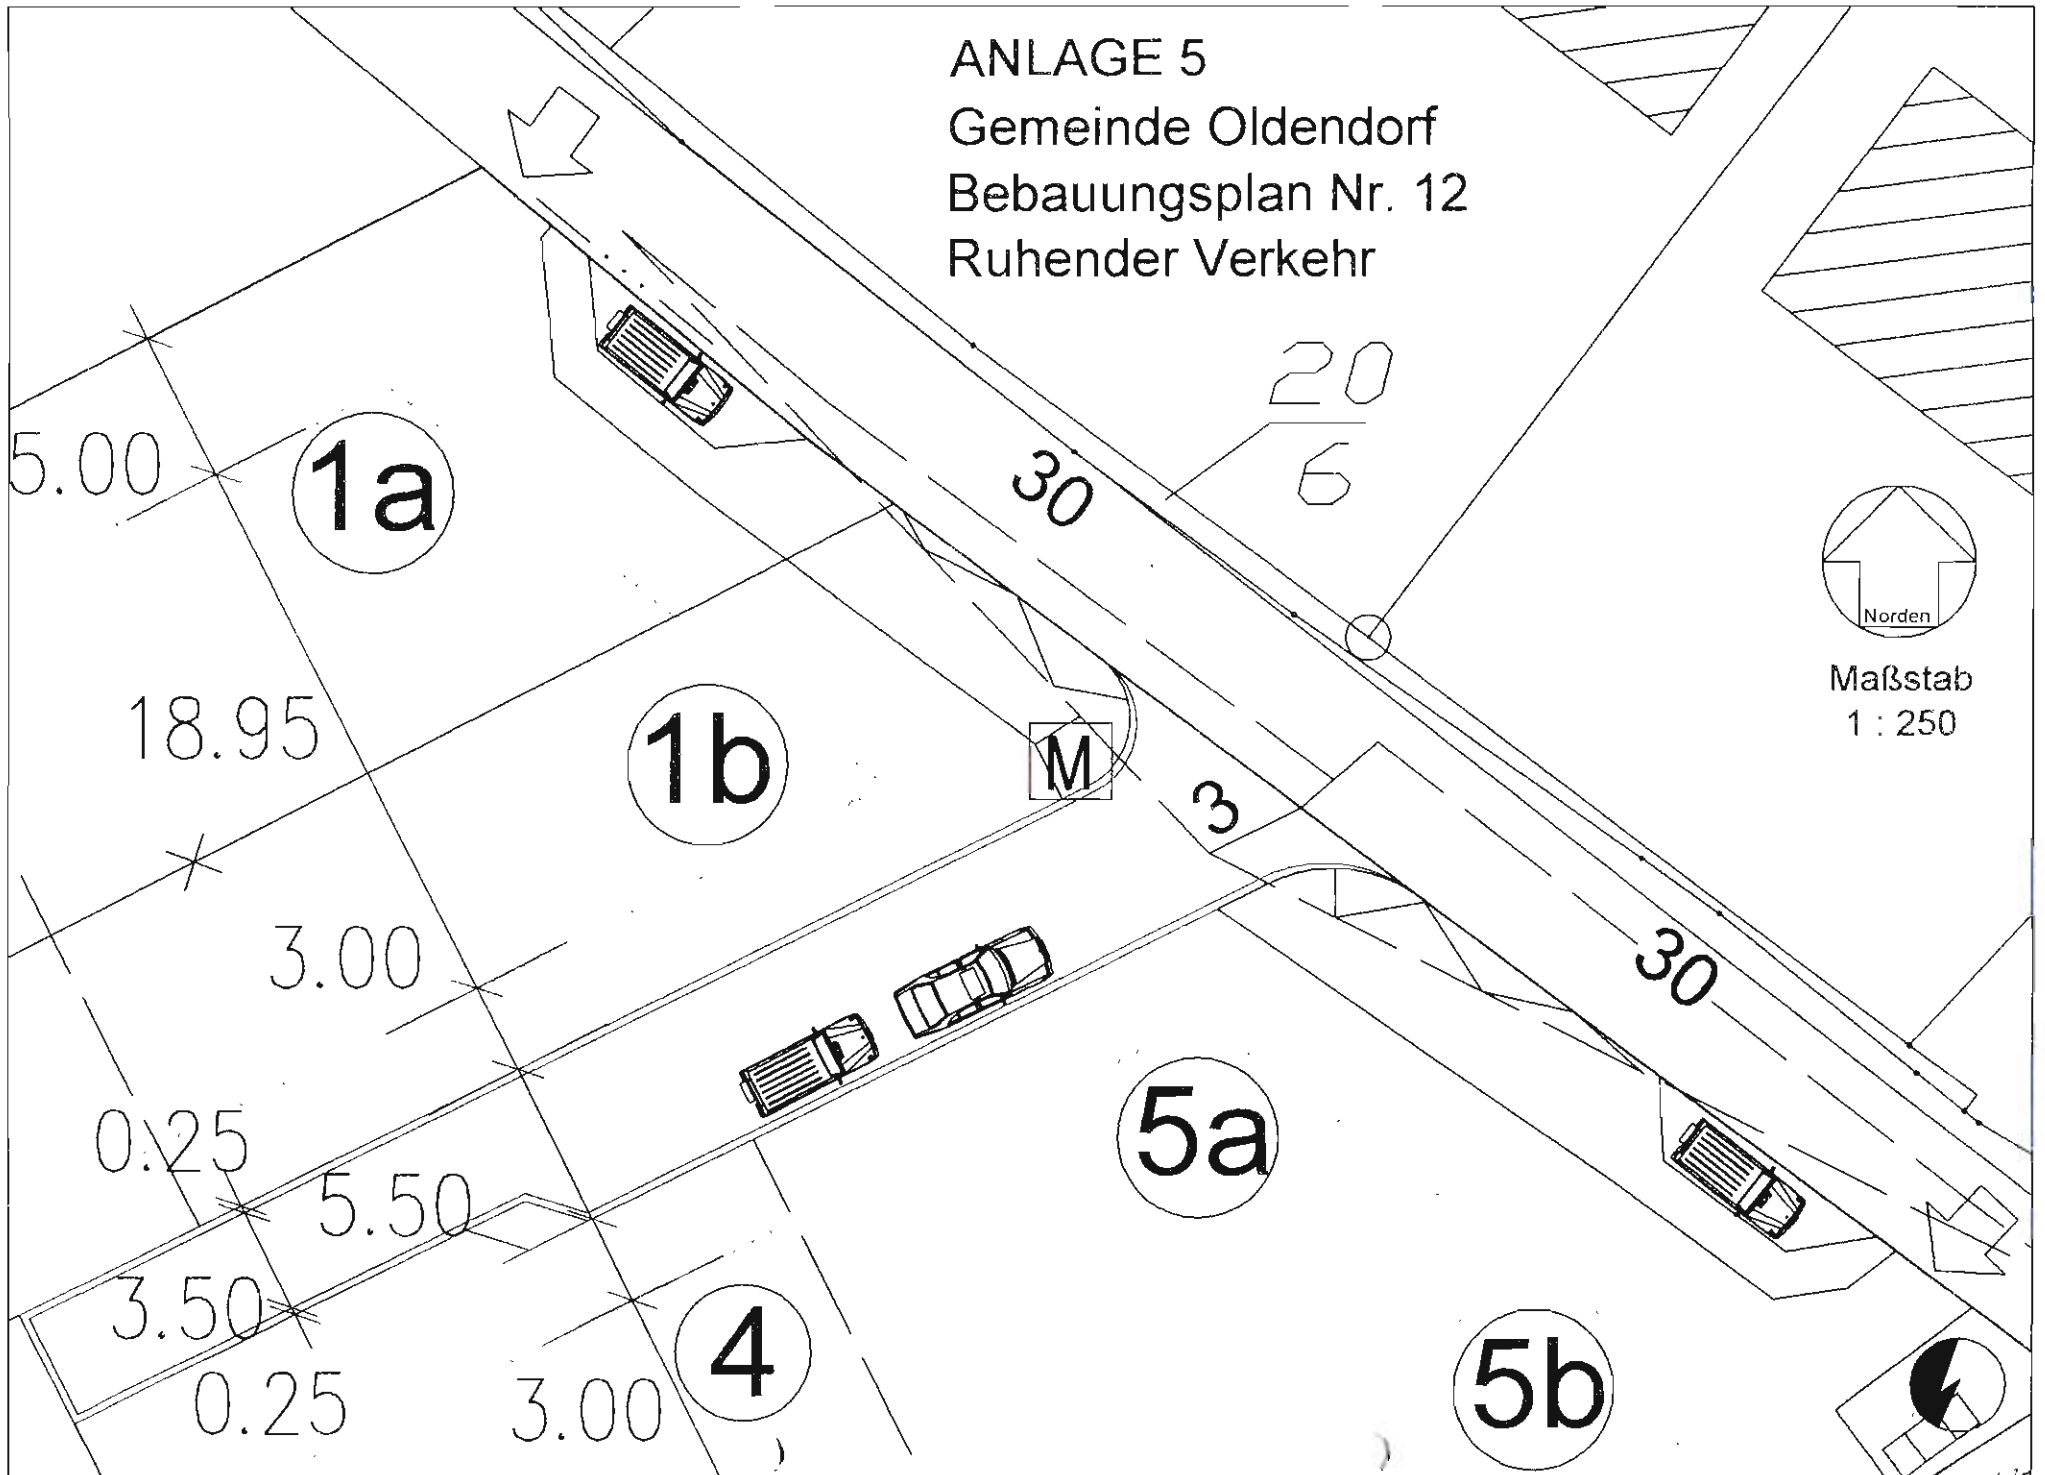 ANLAGE 5
Gemeinde Oldendorf
Bebauungsplan Nr. 12
Ruhender Verkehr
20
6
30
5.00
1a
Norden
Maßstab
1 : 250
18.95
1b
M
3
3.00
30
0.25
5.50
5a
3.50
4
0.25
3.00
5b